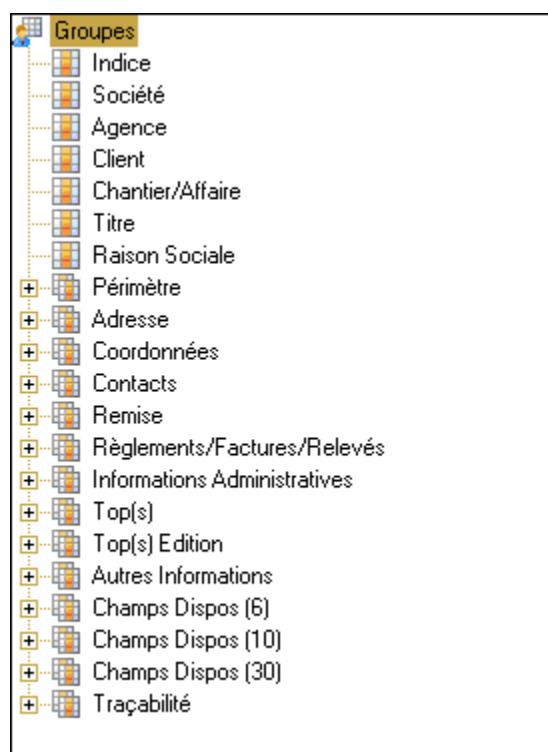 Groupes
Indice
Société
Agence
Client
Chantier/Affaire
Titre
Raison Sociale
Périmètre
Adresse
Coordonnées
Contacts
Remise
Règlements/Factures/Relevés
Informations Administratives
Top(s)
Top(s) Edition
Autres Informations
Champs Dispos (6)
Champs Dispos (10)
Champs Dispos (30)
Traçabilité